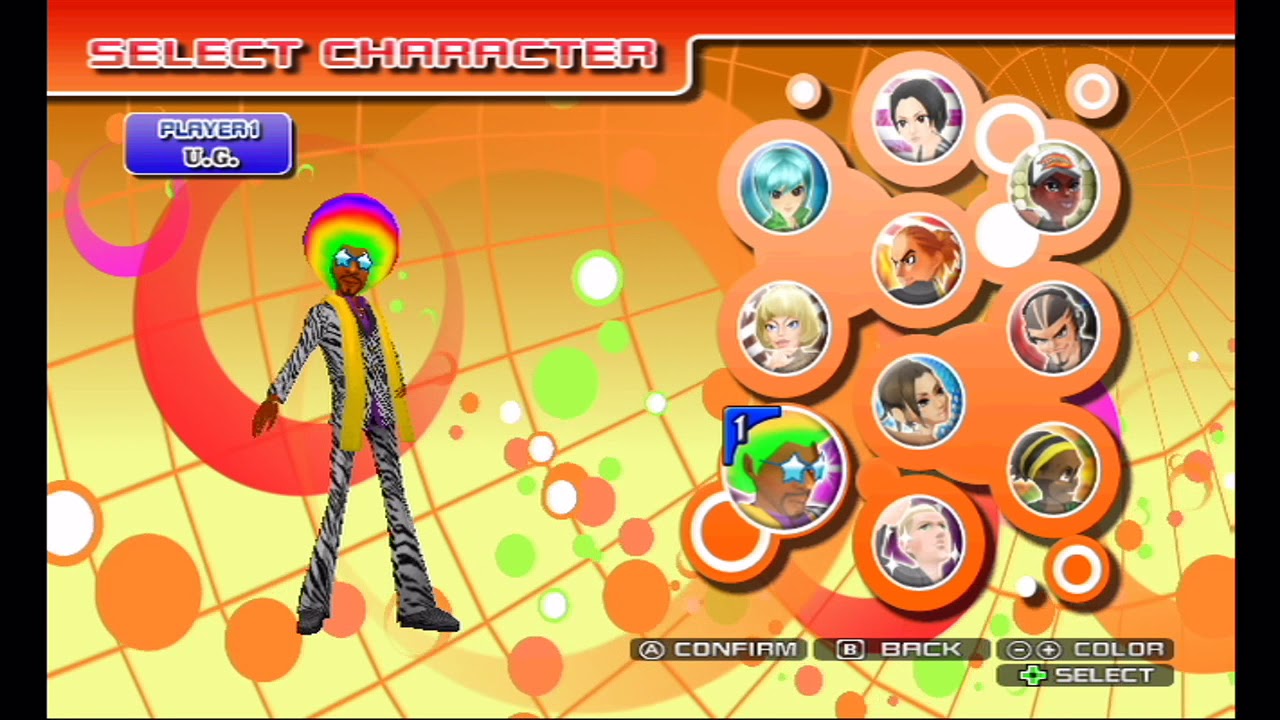 SELECT CHARACTER
PLAYER1
U.G.
1
A CONFIRM B BACK - + COLOR
SELECT